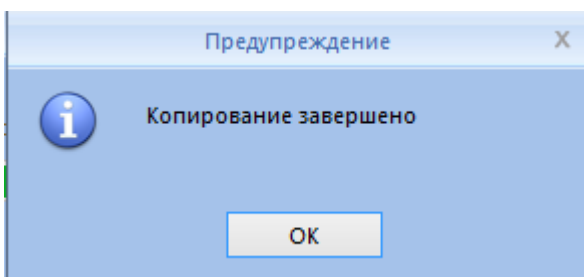 Предупреждение
X
Копирование завершено
OK